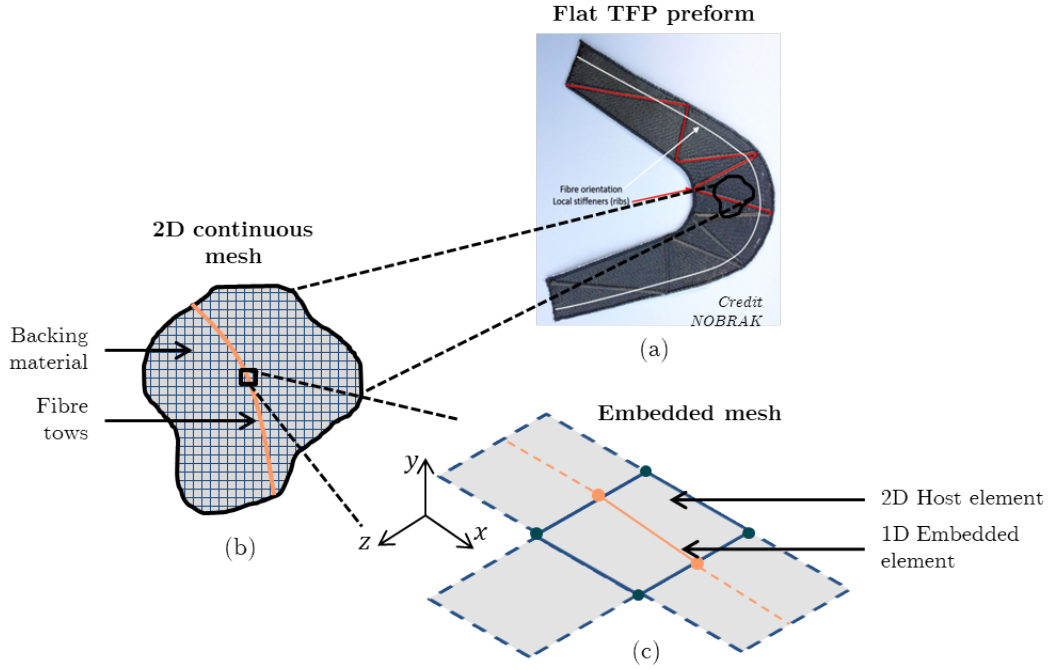 Flat TFP preform
Fibre orientation
Local stiffeners (ribs)
Credit
NOBRAK
(a)
2D continuous
mesh
Backing
material
Fibre
tows
(b)
Embedded mesh
y
x
z
2D Host element
1D Embedded
element
(c)